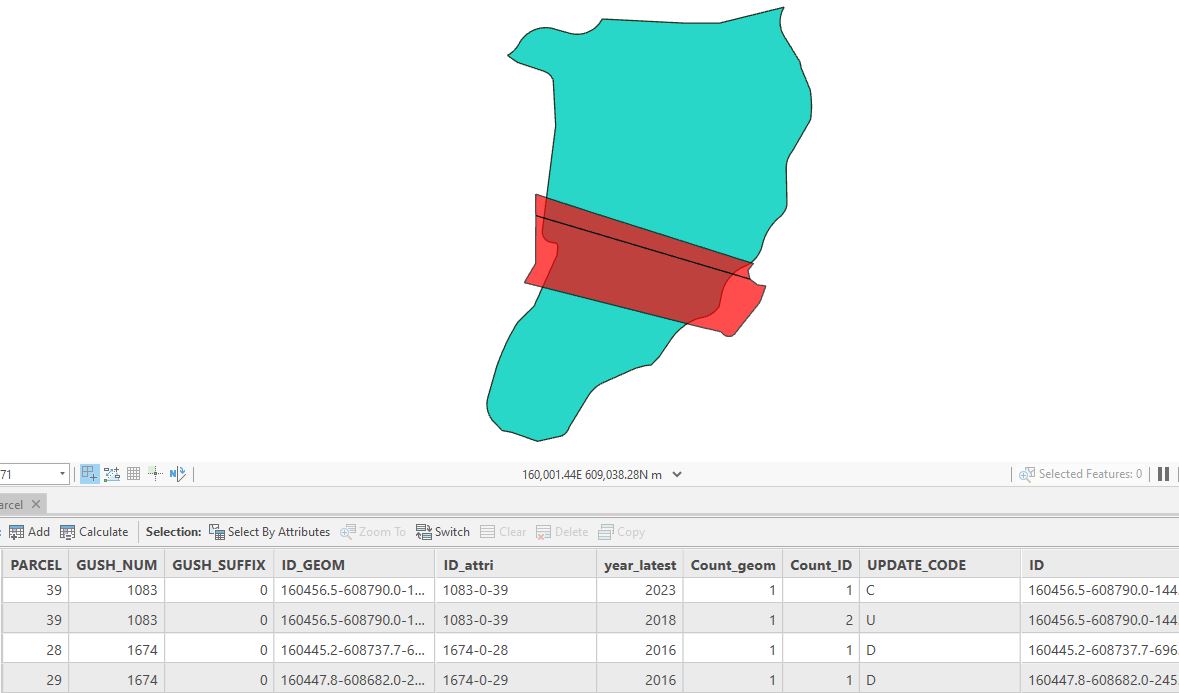 71 160,001.44E 609,038.28N m Selected Features: 0
arcel
: Add Calculate Selection: Select By Attributes Zoom To Switch Clear Delete Copy
PARCEL GUSH_NUM GUSH_SUFFIX ID_GEOM ID_attri year_latest Count_geom Count_ID UPDATE_CODE ID
39 1083 0 160456.5-608790.0-1... 1083-0-39 2023 1 1 C 160456.5-608790.0-144
39 1083 0 160456.5-608790.0-1... 1083-0-39 2018 1 2 U 160456.5-608790.0-144
28 1674 0 160445.2-608737.7-6... 1674-0-28 2016 1 1 D 160445.2-608737.7-696
29 1674 0 160447.8-608682.0-2... 1674-0-29 2016 1 1 D 160447.8-608682.0-245